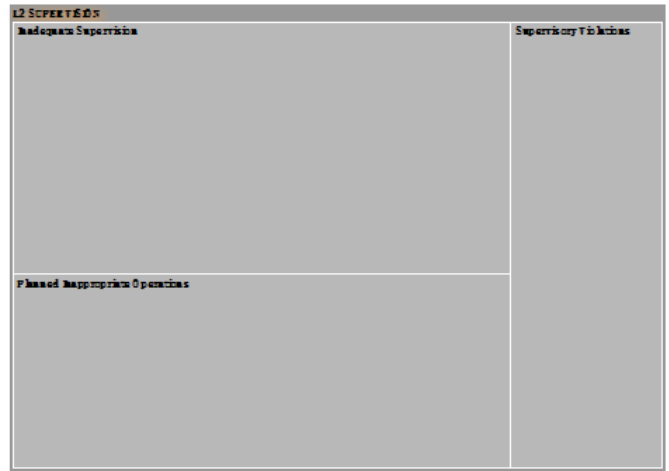 L2 SUPERVISION
Inadequate Supervision
Supervisory Violations
Planned Inappropriate Operations